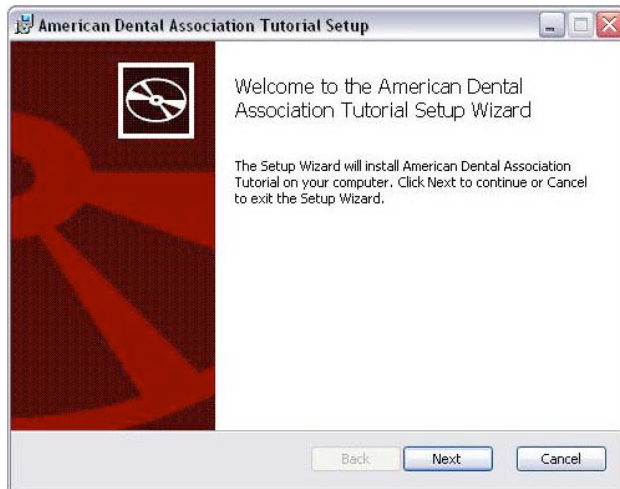 American Dental Association Tutorial Setup
Welcome to the American Dental
Association Tutorial Setup Wizard
The Setup Wizard will install American Dental Association
Tutorial on your computer. Click Next to continue or Cancel
to exit the Setup Wizard.
Back Next Cancel